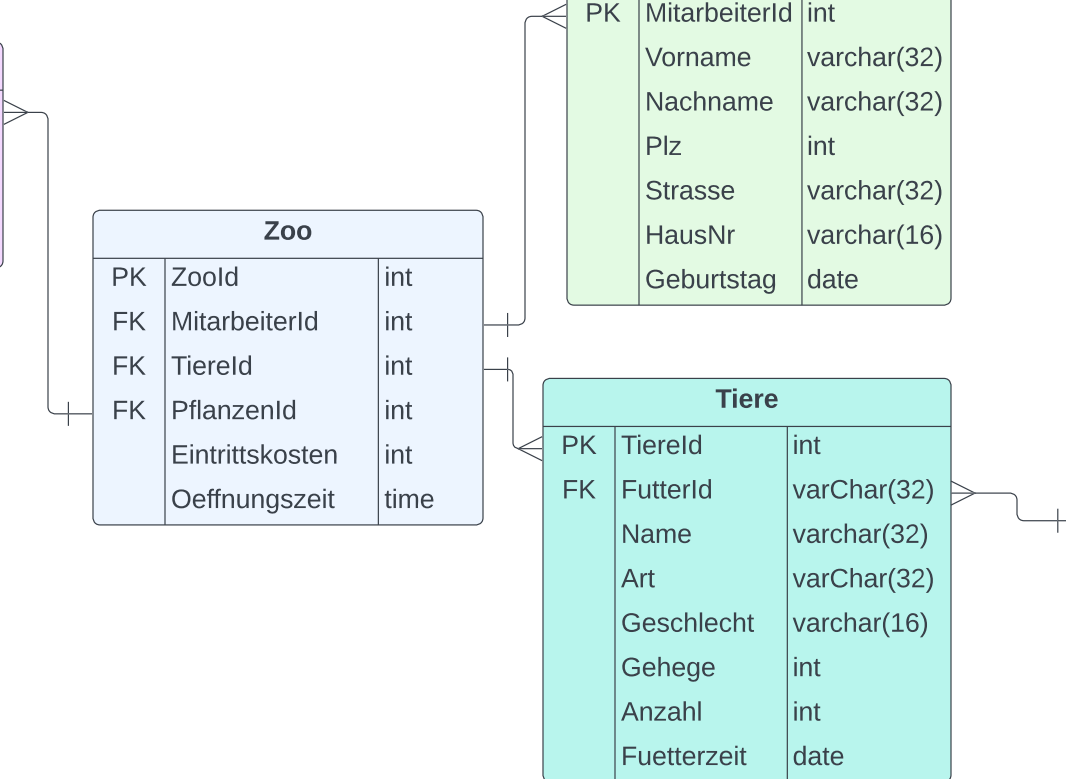 PK MitarbeiterId int
Vorname varchar(32)
Nachname varchar(32)
Plz int
Strasse varchar(32)
HausNr varchar(16)
Geburtstag date
Zoo
PK ZooId int
FK MitarbeiterId int
FK TiereId int
FK PflanzenId int
Eintrittskosten int
Oeffnungszeit time
Tiere
PK TiereId int
FK FutterId varChar(32)
Name varchar(32)
Art varChar(32)
Geschlecht varchar(16)
Gehege int
Anzahl int
Fuetterzeit date